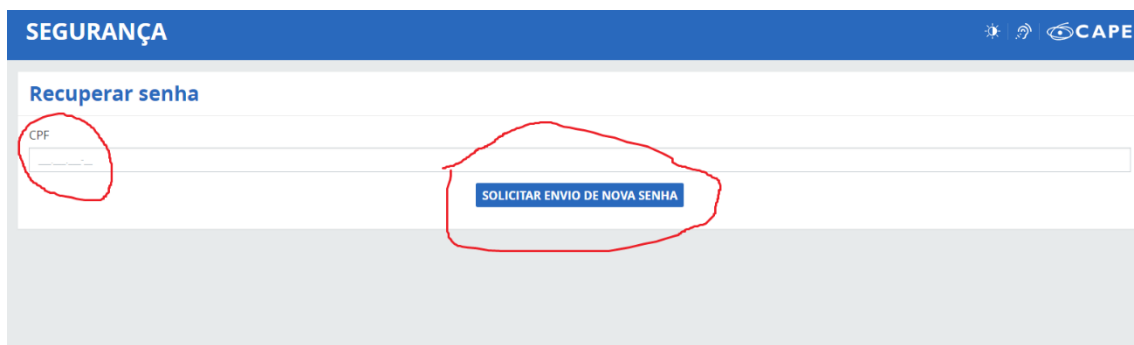 SEGURANÇA
CAPE
Recuperar senha
CPF
___.___.___-__
SOLICITAR ENVIO DE NOVA SENHA